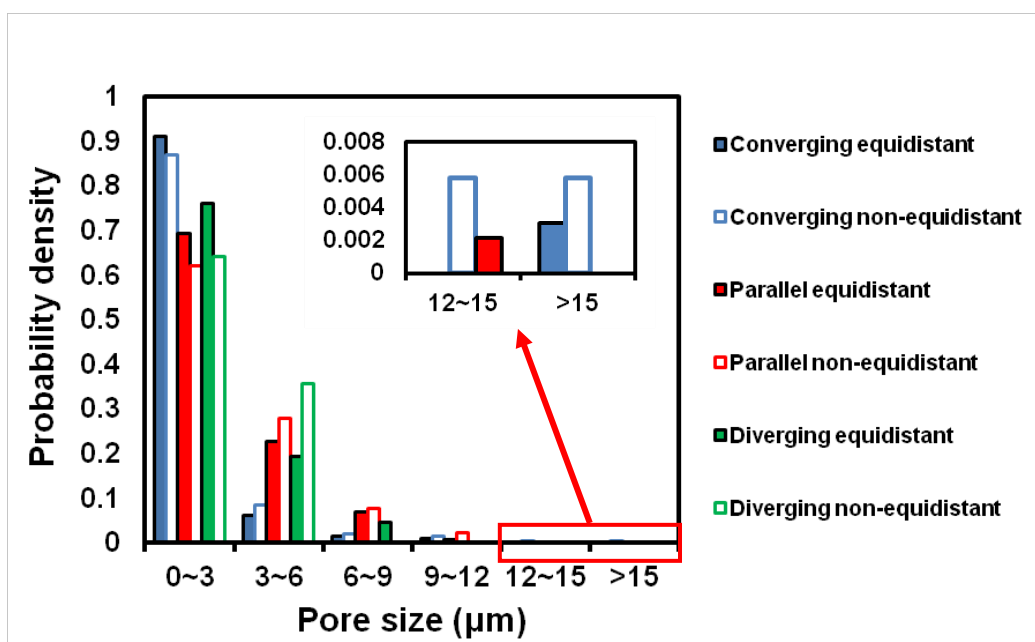 1
0.9
0.8
0.7
0.6
0.5
0.4
0.3
0.2
0.1
0
Probability density
0~3 3~6 6~9 9~12 12~15 >15
Pore size (μm)
0.008
0.006
0.004
0.002
0
12~15 >15
Converging equidistant
Converging non-equidistant
Parallel equidistant
Parallel non-equidistant
Diverging equidistant
Diverging non-equidistant